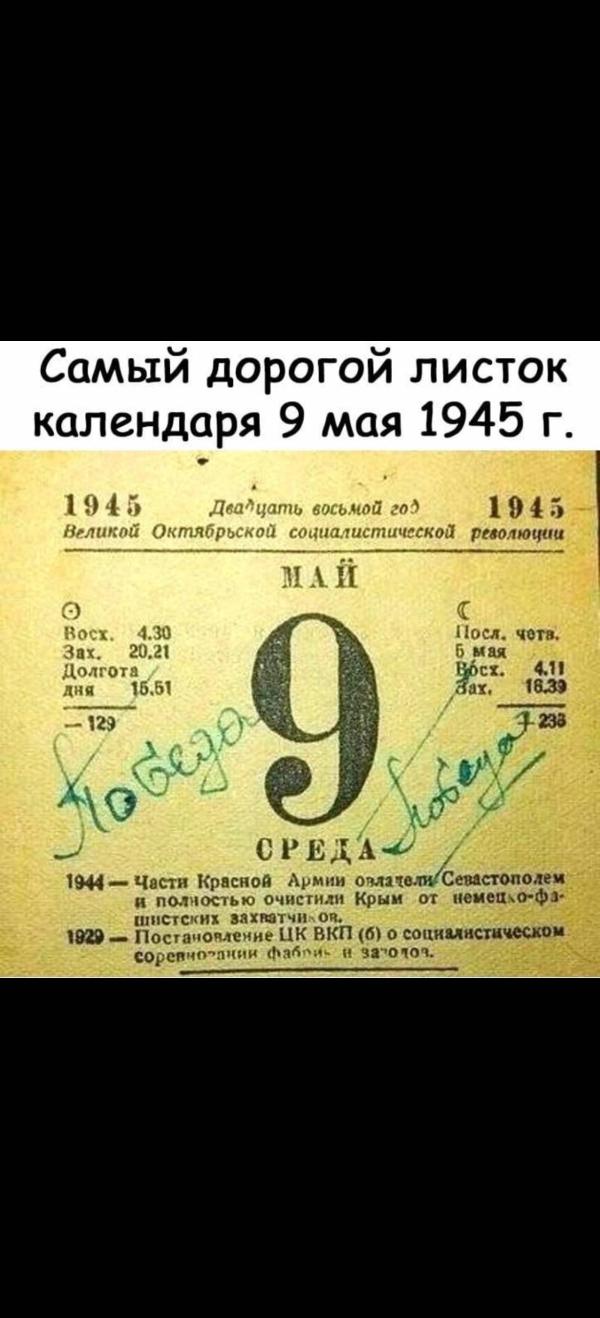 Самый дорогой листок
календаря 9 мая 1945 г.
1945 Двадцать восьмой год 1945
Великой Октябрьской социалистической революции
МАЙ
Восх. 4.30
Зах. 20.21
Долгота
дня 15.51
— 129
Посл. четв.
5 мая
Восх. 4.11
Зах. 16.39
236
9
Победа
Победа
СРЕДА
1944 — Части Красной Армии овладели Севастополем
и полностью очистили Крым от немецко-фа-
шистских захватчиков.
1929 — Постановление ЦК ВКП (б) о социалистическом
соревновании фабрик и заводов.